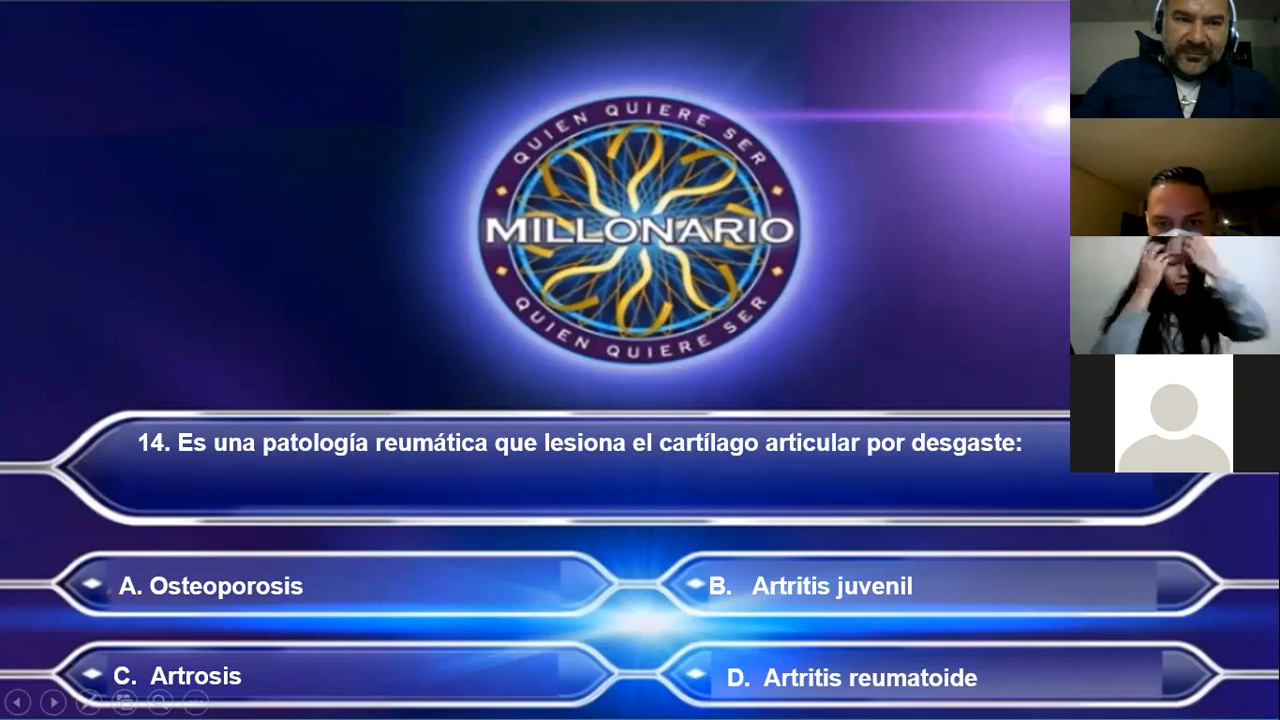 QUIEN QUIERE SER
MILLONARIO
QUIEN QUIERE SER
14. Es una patología reumática que lesiona el cartílago articular por desgaste:
A. Osteoporosis
B. Artritis juvenil
C. Artrosis
D. Artritis reumatoide